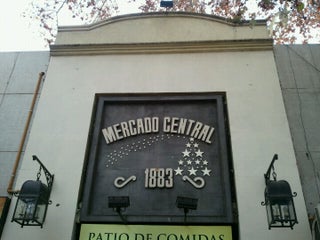 MERCADO CENTRAL
1883
PATIO DE COMIDAS